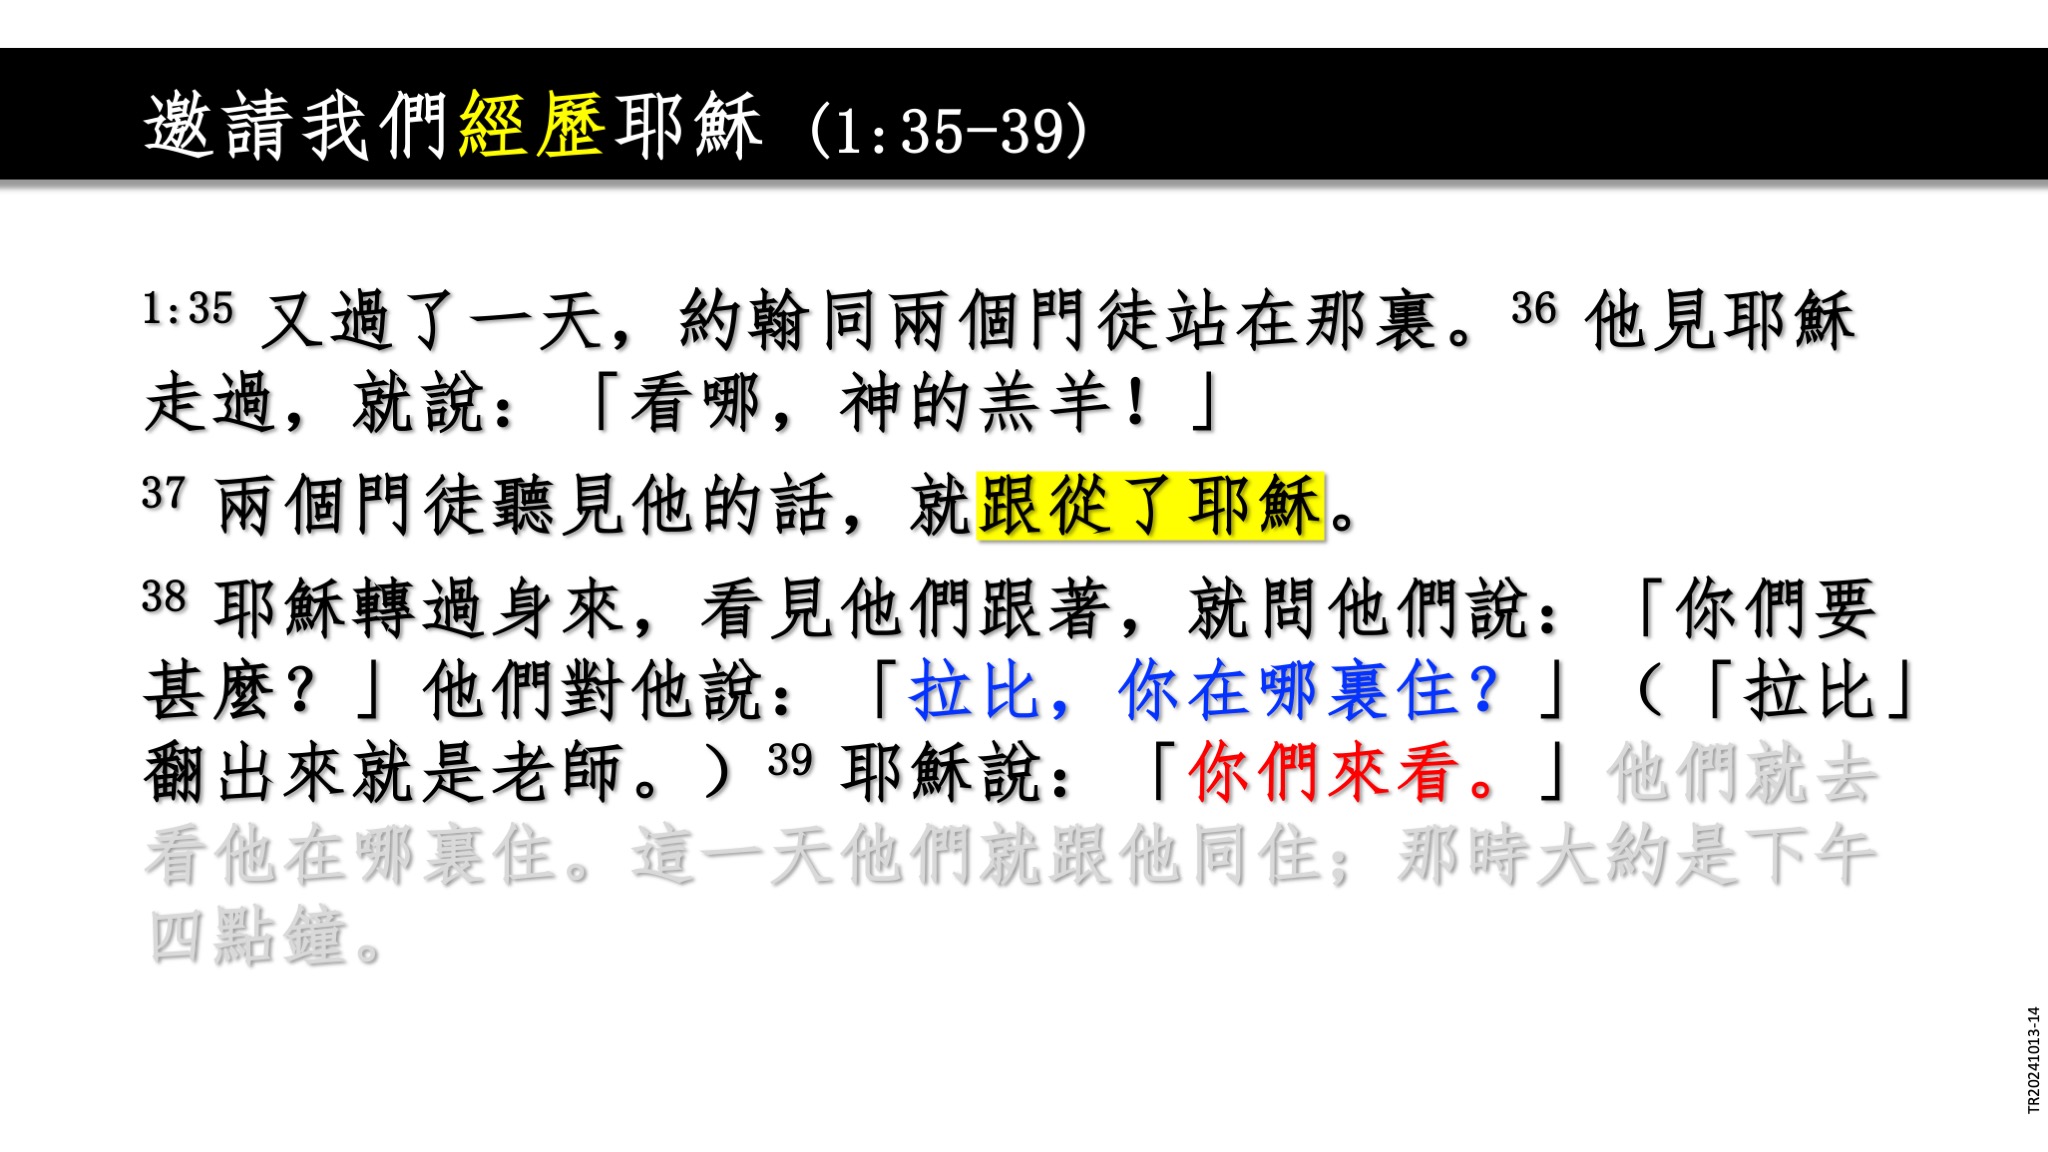 邀請我們經歷耶穌 (1:35-39)
1:35 又過了一天，約翰同兩個門徒站在那裏。36 他見耶穌
走過，就說：「看哪，神的羔羊！」
37 兩個門徒聽見他的話，就跟從了耶穌。
38 耶穌轉過身來，看見他們跟著，就問他們說：「你們要
甚麼？」他們對他說：「拉比，你在哪裏住？」（「拉比」
翻出來就是老師。）39 耶穌說：「你們來看。」他們就去
看他在哪裏住。這一天他們就跟他同住；那時大約是下午
四點鐘。
TR20241013-14